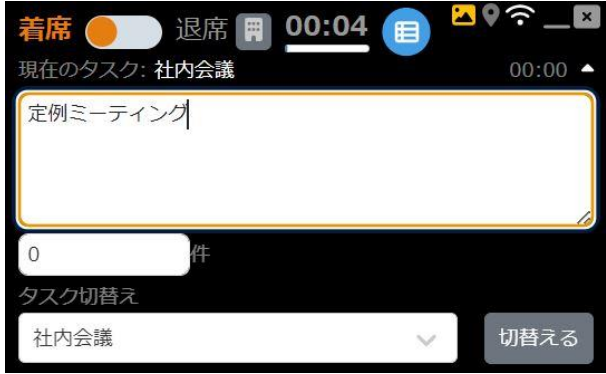 着席 退席 00:04
現在のタスク: 社内会議 00:00
定例ミーティング
0 件
タスク切替え
社内会議 切替える